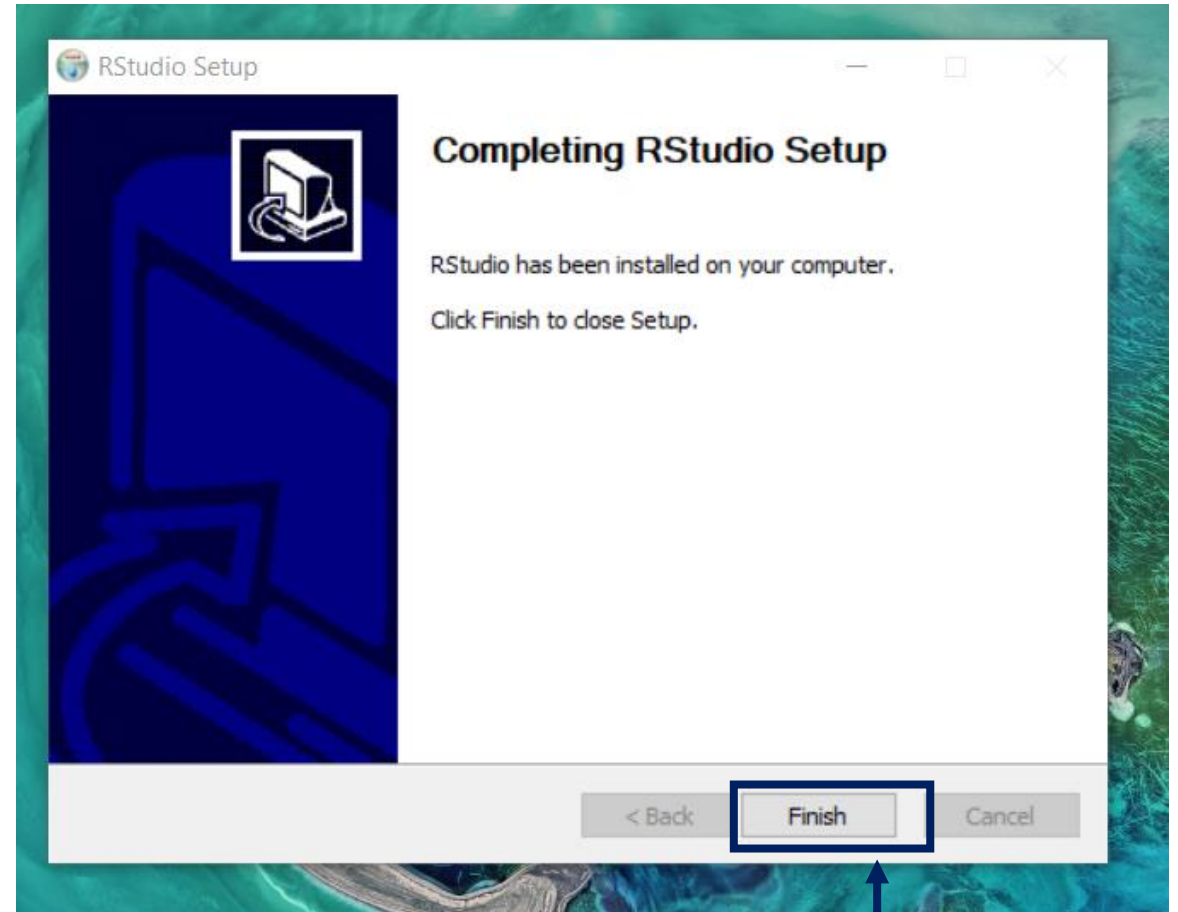 RStudio Setup
Completing RStudio Setup
RStudio has been installed on your computer.
Click Finish to close Setup.
< Back Finish Cancel